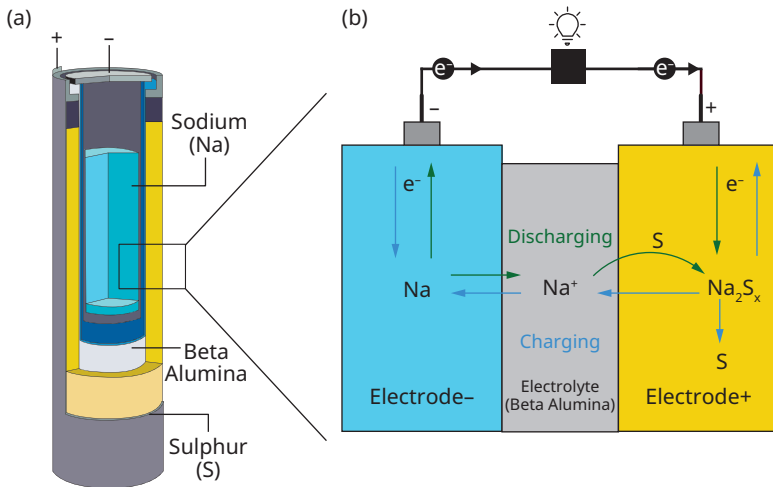 (a)
+
–
Sodium
(Na)
Beta
Alumina
Sulphur
(S)
(b)
e⁻
e⁻
–
+
e⁻
e⁻
Discharging
S
Na
Na⁺
Na₂Sₓ
Charging
S
Electrode–
Electrolyte
(Beta Alumina)
Electrode+